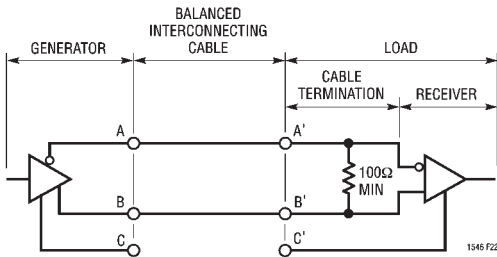 BALANCED
INTERCONNECTING
CABLE
GENERATOR
LOAD
CABLE
TERMINATION
RECEIVER
A
A'
100Ω
MIN
B
B'
C
C'
1546 F22